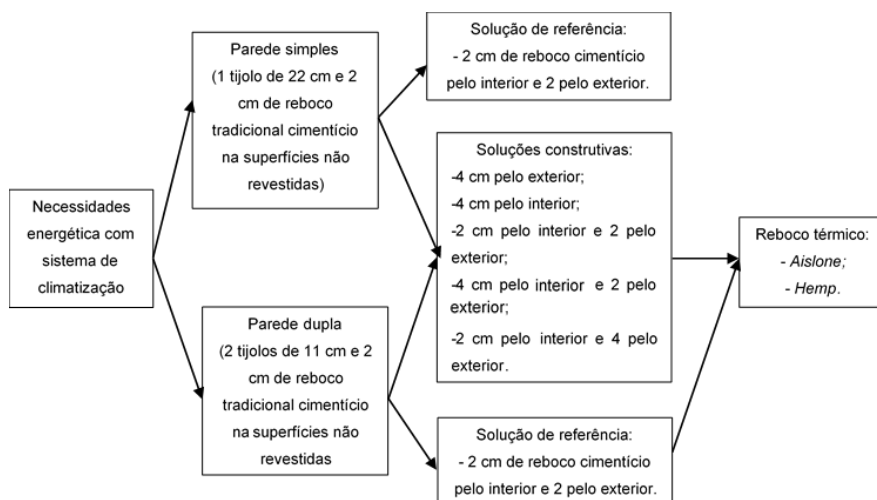 Necessidades
energética com
sistema de
climatização
Parede simples
(1 tijolo de 22 cm e 2
cm de reboco
tradicional cimentício
na superfícies não
revestidas)
Parede dupla
(2 tijolos de 11 cm e 2
cm de reboco
tradicional cimentício
na superfícies não
revestidas
Solução de referência:
- 2 cm de reboco cimentício
pelo interior e 2 pelo exterior.
Soluções construtivas:
-4 cm pelo exterior;
-4 cm pelo interior;
-2 cm pelo interior e 2 pelo
exterior;
-4 cm pelo interior e 2 pelo
exterior;
-2 cm pelo interior e 4 pelo
exterior.
Solução de referência:
- 2 cm de reboco cimentício
pelo interior e 2 pelo exterior.
Reboco térmico:
- Aislone;
- Hemp.